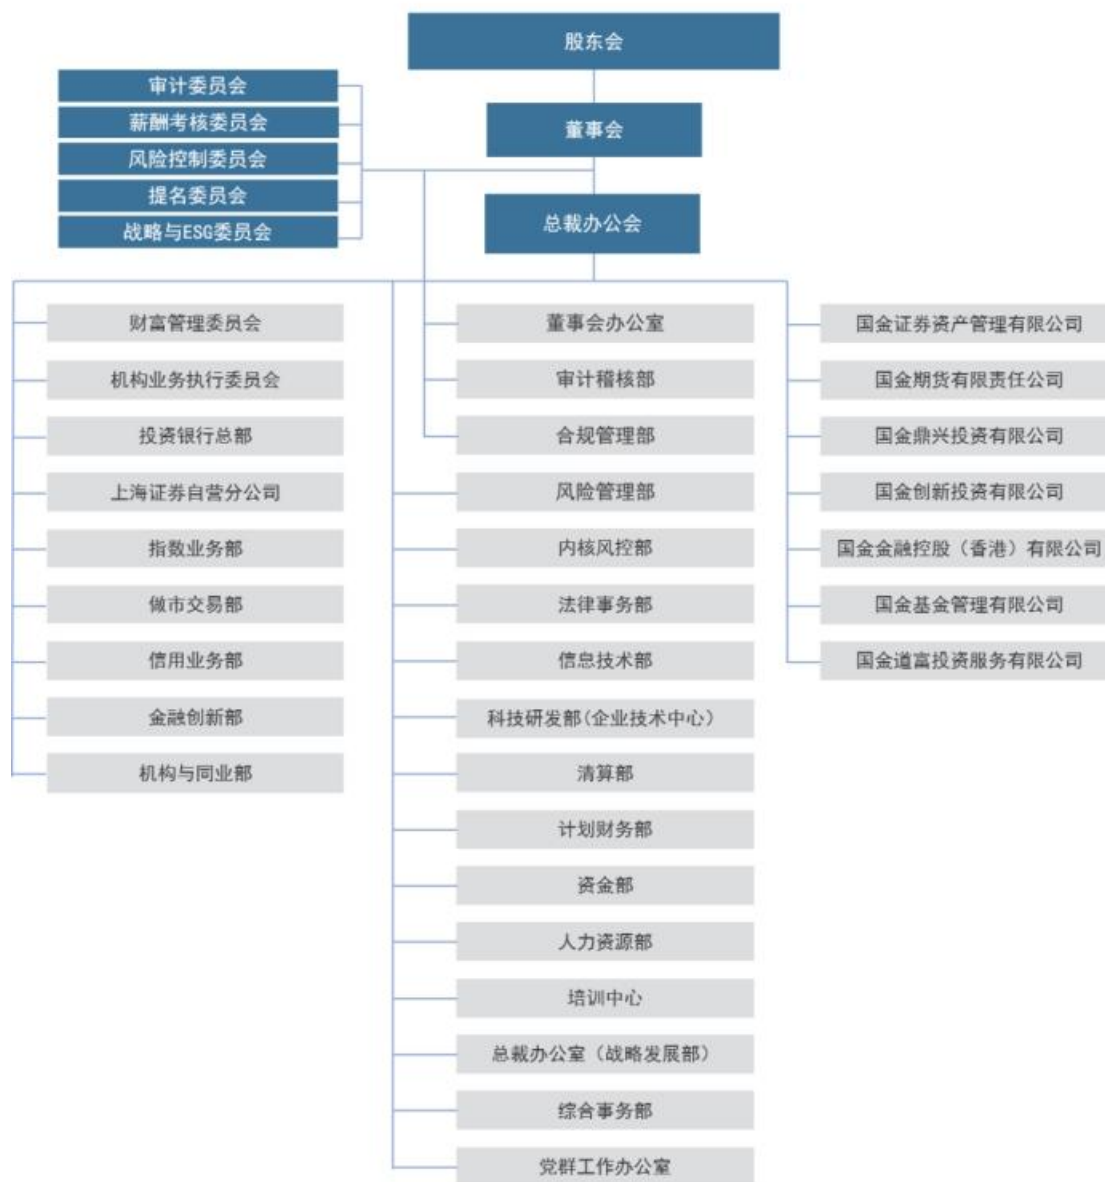 股东会
审计委员会
薪酬考核委员会
风险控制委员会
提名委员会
战略与ESG委员会
董事会
总裁办公会
财富管理委员会
机构业务执行委员会
投资银行总部
上海证券自营分公司
指数业务部
做市交易部
信用业务部
金融创新部
机构与同业部
董事会办公室
审计稽核部
合规管理部
风险管理部
内核风控部
法律事务部
信息技术部
科技研发部(企业技术中心)
清算部
计划财务部
资金部
人力资源部
培训中心
总裁办公室（战略发展部）
综合事务部
党群工作办公室
国金证券资产管理有限公司
国金期货有限责任公司
国金鼎兴投资有限公司
国金创新投资有限公司
国金金融控股（香港）有限公司
国金基金管理有限公司
国金道富投资服务有限公司